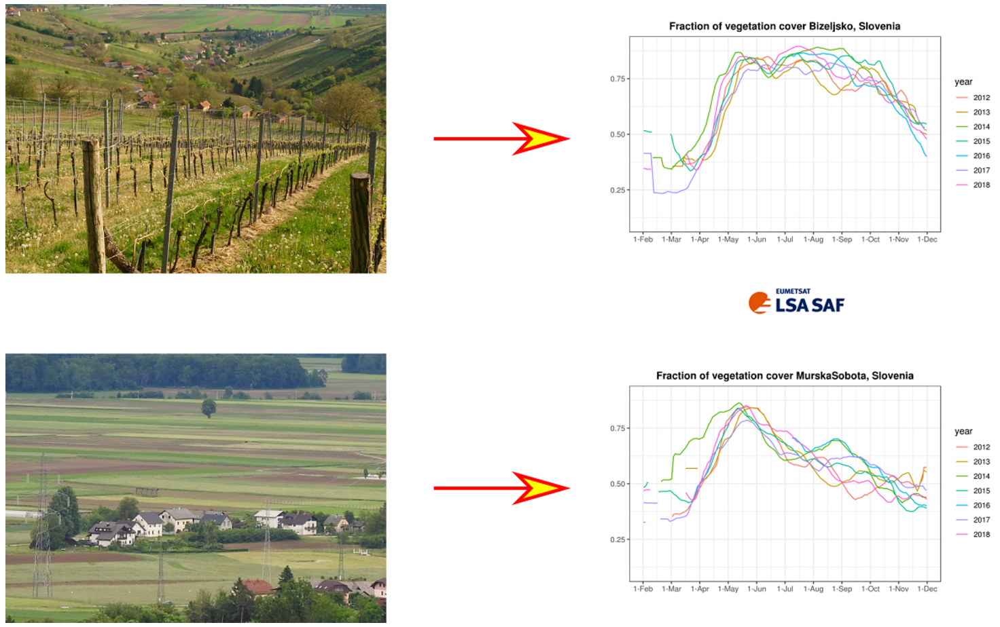 Fraction of vegetation cover Bizeljsko, Slovenia
0.75
0.50
0.25
1-Feb 1-Mar 1-Apr 1-May 1-Jun 1-Jul 1-Aug 1-Sep 1-Oct 1-Nov 1-Dec
year
2012
2013
2014
2015
2016
2017
2018
EUMETSAT
LSA SAF
Fraction of vegetation cover MurskaSobota, Slovenia
0.75
0.50
0.25
1-Feb 1-Mar 1-Apr 1-May 1-Jun 1-Jul 1-Aug 1-Sep 1-Oct 1-Nov 1-Dec
year
2012
2013
2014
2015
2016
2017
2018